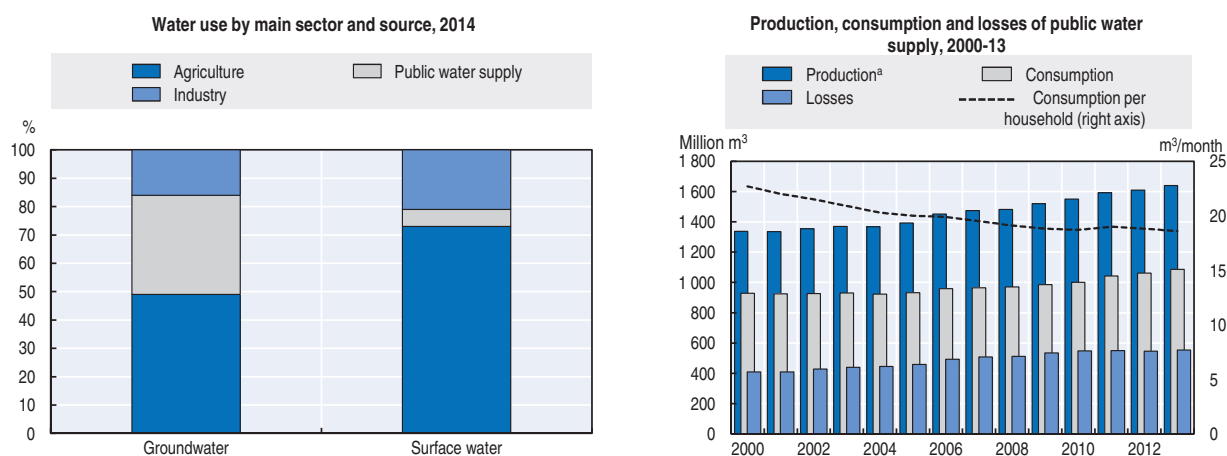 Water use by main sector and source, 2014
Agriculture
Public water supply
Industry
%
100
90
80
70
60
50
40
30
20
10
0
Groundwater
Surface water
Production, consumption and losses of public water
supply, 2000-13
Productionᵃ
Consumption
Losses
Consumption per
household (right axis)
Million m³
m³/month
1 800
1 600
1 400
1 200
1 000
800
600
400
200
0
25
20
15
10
5
0
2000
2002
2004
2006
2008
2010
2012